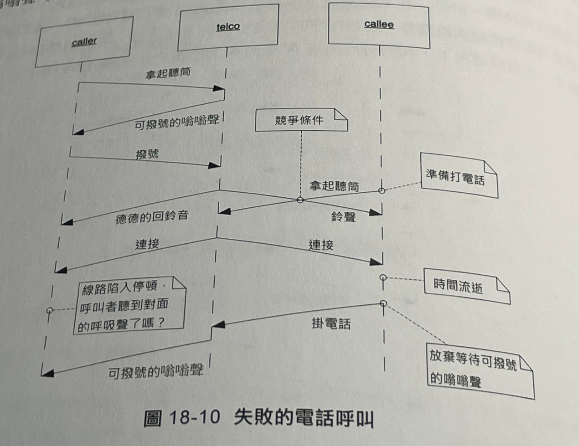 caller
telco
callee
拿起聽筒
可撥號的嗡嗡聲
競爭條件
撥號
準備打電話
拿起聽筒
德德的回鈴音
鈴聲
連接
連接
線路陷入停頓，
呼叫者聽到對面
的呼吸聲了嗎？
時間流逝
掛電話
放棄等待可撥號
的嗡嗡聲
可撥號的嗡嗡聲
圖 18-10 失敗的電話呼叫